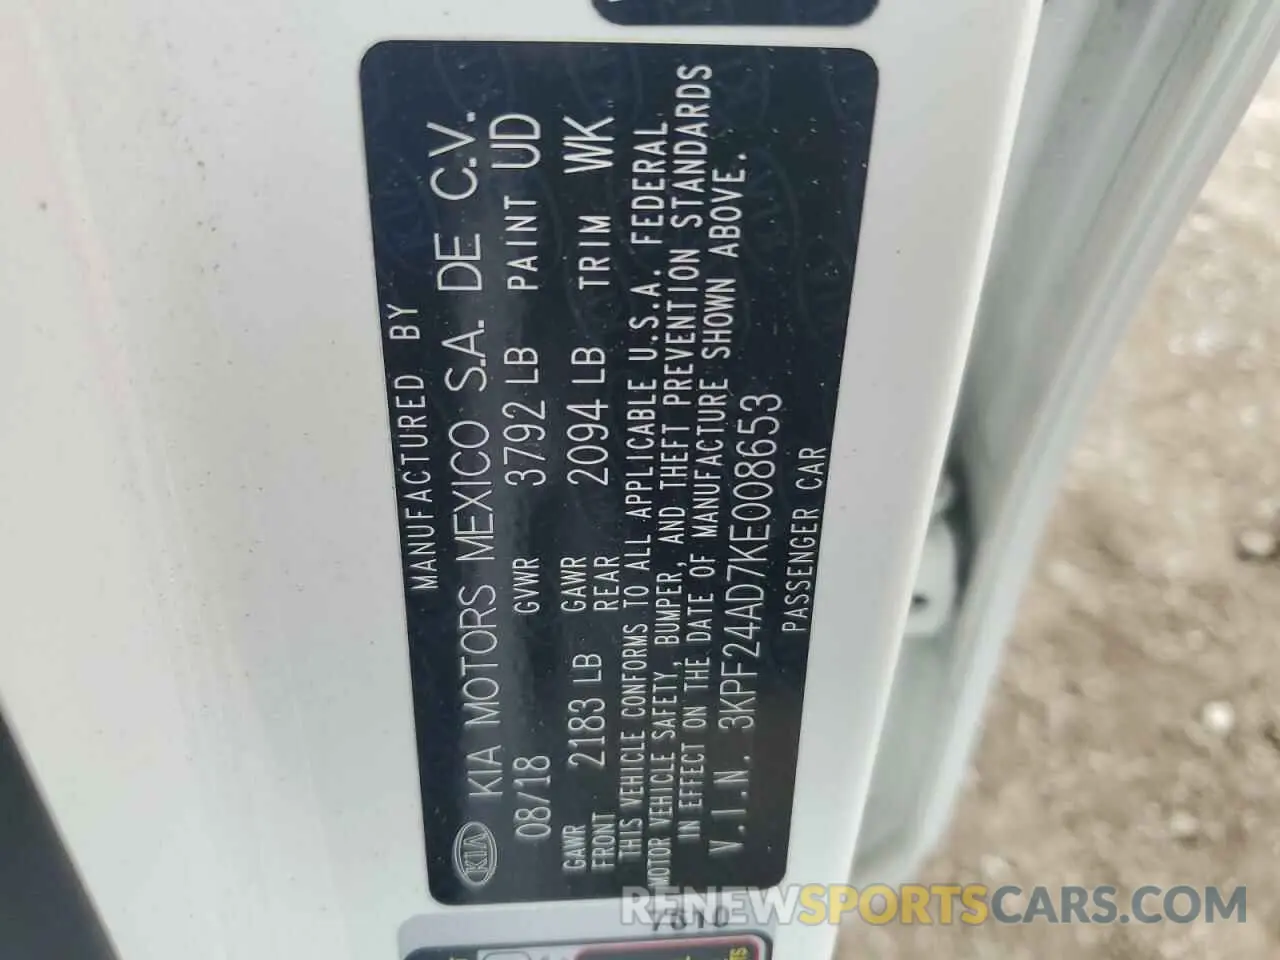 MANUFACTURED BY
KIA KIA MOTORS MEXICO S.A. DE C.V.
08/18 GVWR 3792 LB PAINT UD
GAWR FRONT 2183 LB GAWR REAR 2094 LB TRIM WK
THIS VEHICLE CONFORMS TO ALL APPLICABLE U.S.A. FEDERAL
MOTOR VEHICLE SAFETY, BUMPER, AND THEFT PREVENTION STANDARDS
IN EFFECT ON THE DATE OF MANUFACTURE SHOWN ABOVE.
V.I.N. 3KPF24AD7KE008653
PASSENGER CAR
RENEWSPORTSCARS.COM